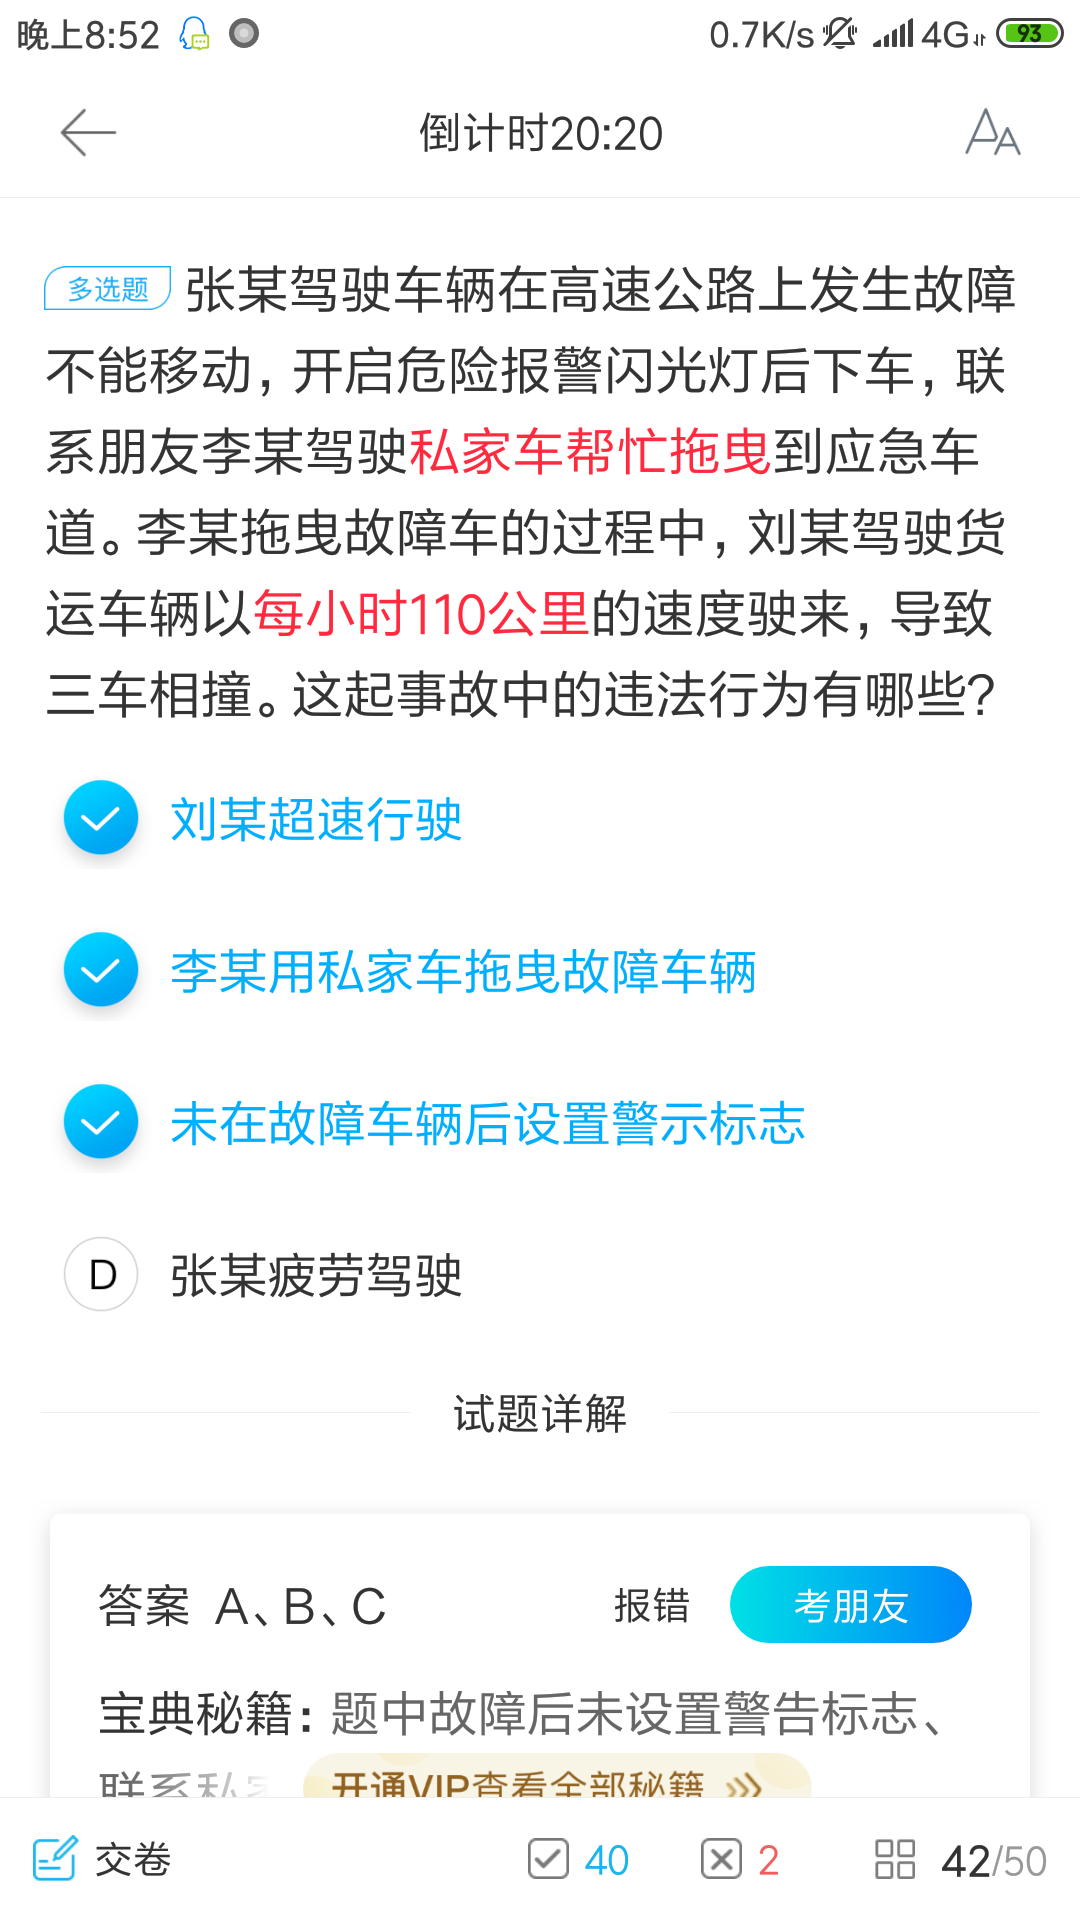 晚上8:52 0.7K/s 4G 93
倒计时20:20 AA
多选题 张某驾驶车辆在高速公路上发生故障
不能移动，开启危险报警闪光灯后下车，联
系朋友李某驾驶私家车帮忙拖曳到应急车
道。李某拖曳故障车的过程中，刘某驾驶货
运车辆以每小时110公里的速度驶来，导致
三车相撞。这起事故中的违法行为有哪些?
刘某超速行驶
李某用私家车拖曳故障车辆
未在故障车辆后设置警示标志
D 张某疲劳驾驶
试题详解
答案 A、B、C 报错 考朋友
宝典秘籍：题中故障后未设置警告标志、
联系私家 开通VIP查看全部秘籍
交卷 40 2 42/50